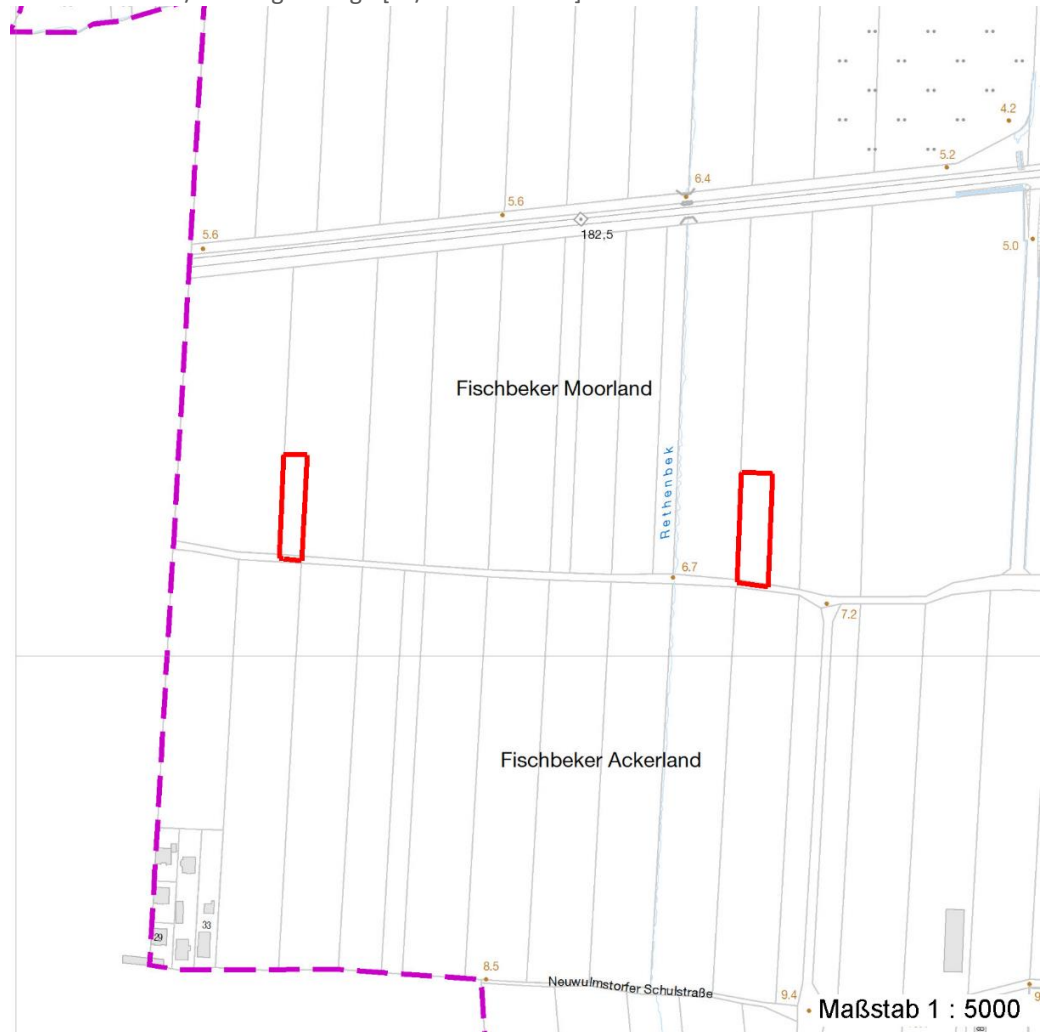 4.2
5.2
6.4
5.6
5.6
182,5
5.0
Fischbeker Moorland
Rethenbek
6.7
7.2
Fischbeker Ackerland
33
29
8.5
Neuwulmstorfer Schulstraße
9.4
Maßstab 1 : 5000